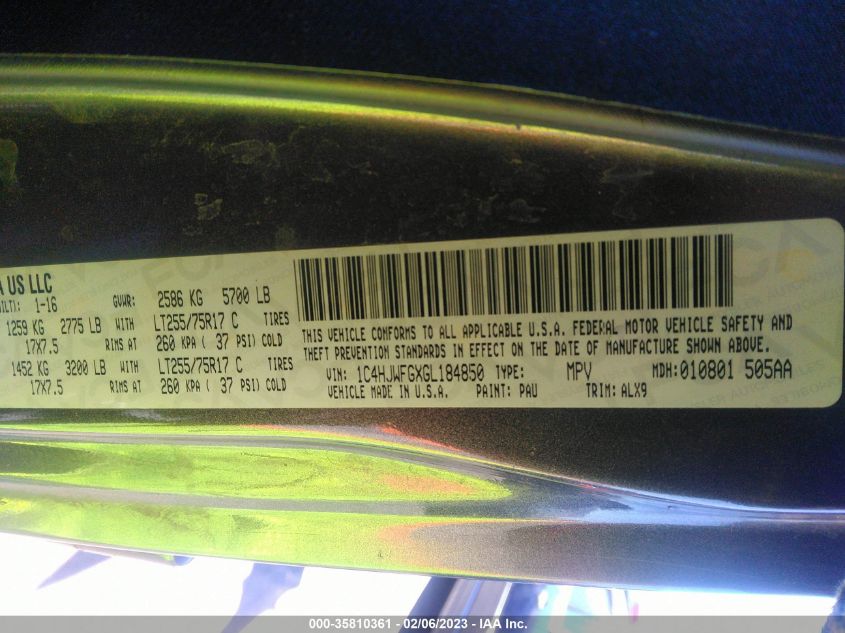 A US LLC
ILT): 1-16 GVWR: 2586 KG 5700 LB
1259 KG 2775 LB WITH LT255/75R17 C TIRES
17X7.5 RIMS AT 260 KPA ( 37 PSI) COLD
1452 KG 3200 LB WITH LT255/75R17 C TIRES
17X7.5 RIMS AT 260 KPA ( 37 PSI) COLD
THIS VEHICLE CONFORMS TO ALL APPLICABLE U.S.A. FEDERAL MOTOR VEHICLE SAFETY AND
THEFT PREVENTION STANDARDS IN EFFECT ON THE DATE OF MANUFACTURE SHOWN ABOVE.
VIN: 1C4HJWFGXGL184850 TYPE: MPV MDH:010801 505AA
VEHICLE MADE IN U.S.A. PAINT: PAU TRIM: ALX9
000-35810361 - 02/06/2023 - IAA Inc.